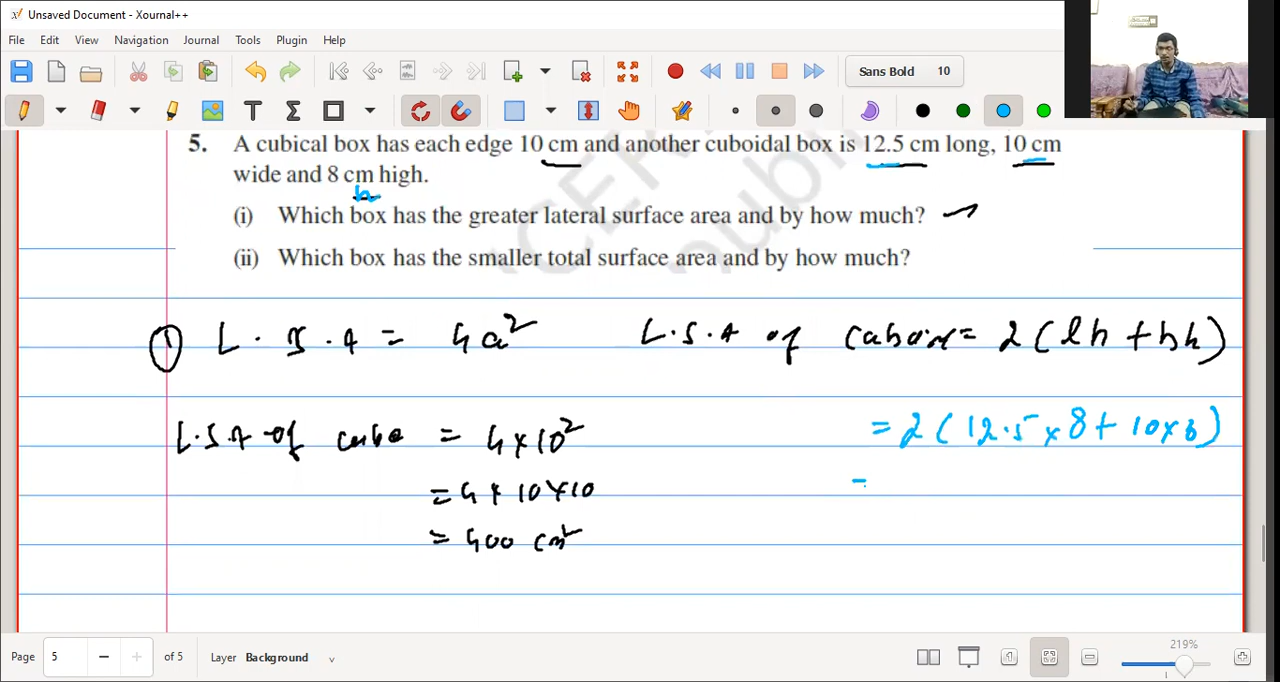 Unsaved Document - Xournal++
File Edit View Navigation Journal Tools Plugin Help
Sans Bold 10
5. A cubical box has each edge 10 cm and another cuboidal box is 12.5 cm long, 10 cm
wide and 8 cm high.
h
(i) Which box has the greater lateral surface area and by how much?
(ii) Which box has the smaller total surface area and by how much?
① L.S.A = 4a² L.S.A of = 2(lh + bh)
= 2(12.5 × 8 + 10 × 8)
L.S.A of cube = 4×10²
= 4 × 10 × 10
=
= 400 cm²
Page 5 of 5 Layer Background 219%